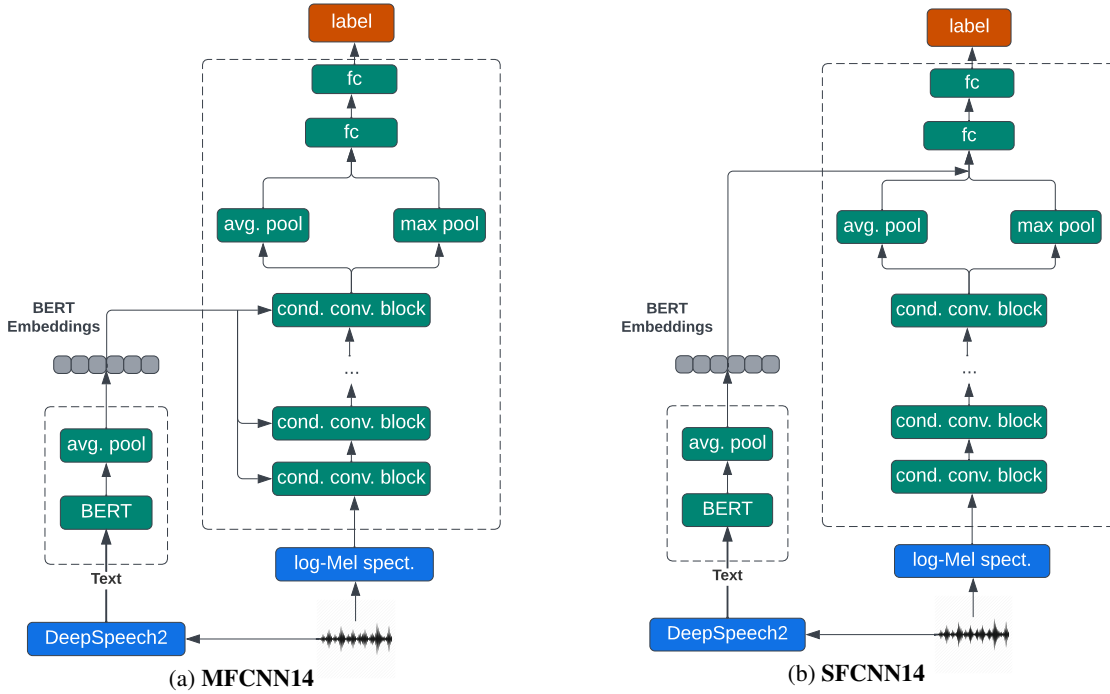 label
fc
fc
avg. pool
max pool
cond. conv. block
BERT
Embeddings
...
cond. conv. block
avg. pool
cond. conv. block
BERT
log-Mel spect.
Text
DeepSpeech2
(a) MFCNN14
label
fc
fc
avg. pool
max pool
cond. conv. block
BERT
Embeddings
...
cond. conv. block
avg. pool
cond. conv. block
BERT
log-Mel spect.
Text
DeepSpeech2
(b) SFCNN14